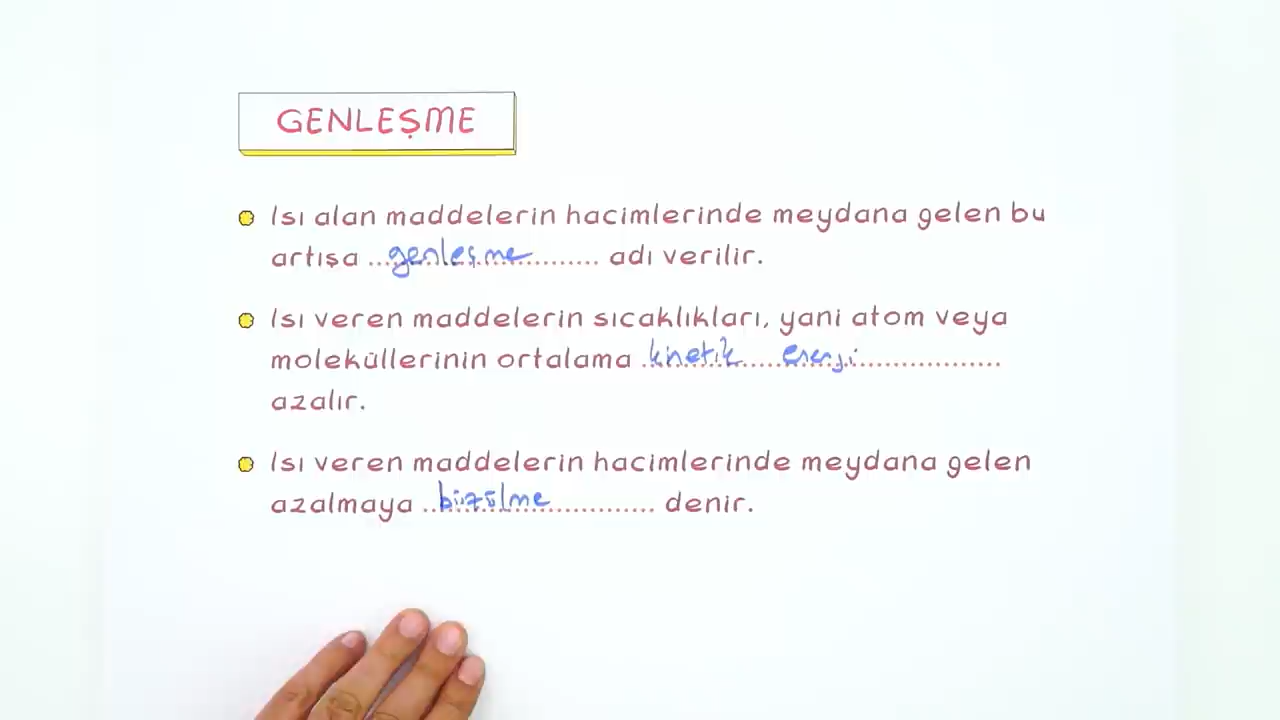 GENLEŞME
Isı alan maddelerin hacimlerinde meydana gelen bu
artışa ...genleşme......... adı verilir.
Isı veren maddelerin sıcaklıkları, yani atom veya
moleküllerinin ortalama ..kinetik....enerji..................
azalır.
Isı veren maddelerin hacimlerinde meydana gelen
azalmaya ..büzülme.............. denir.